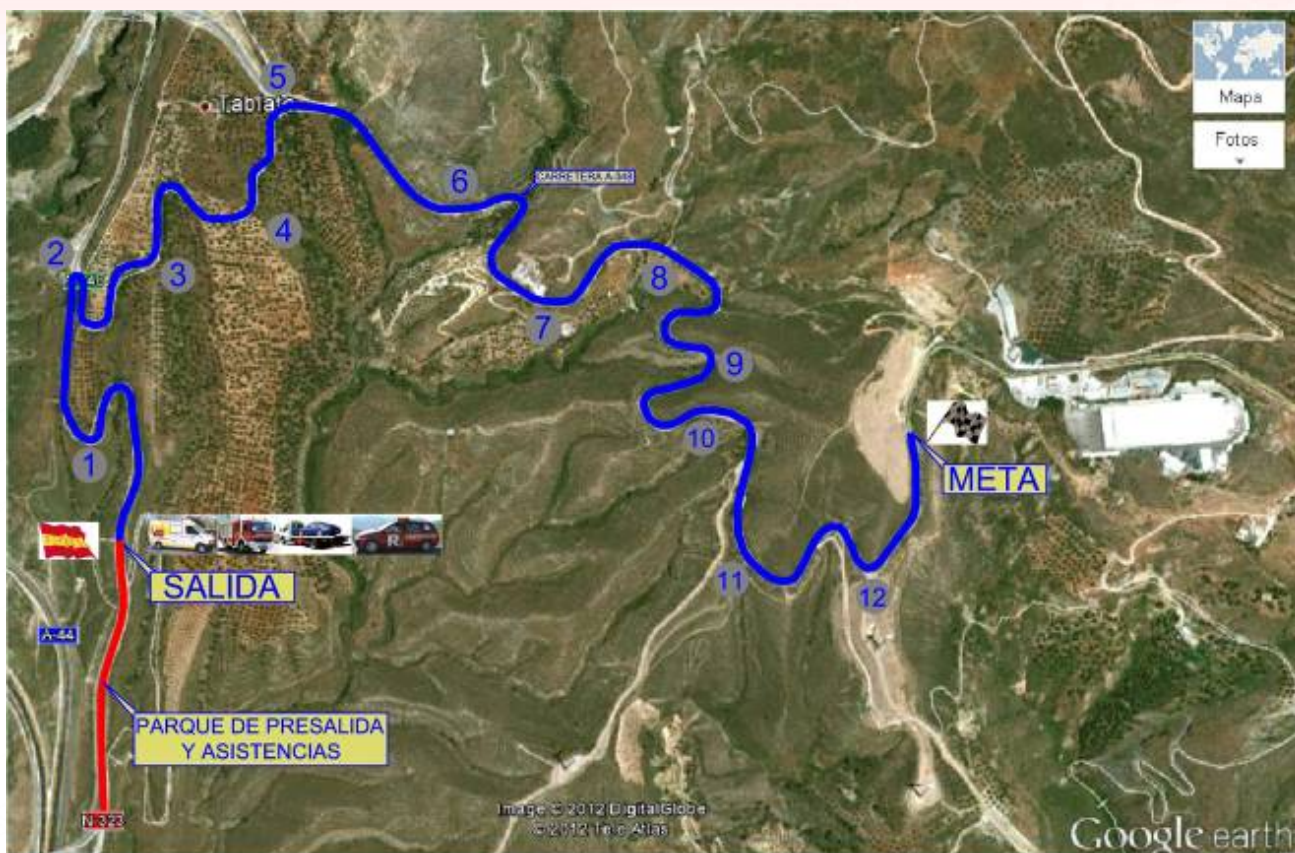 Mapa
Fotos
5
Tablate
6
CARRETERA A-348
2
4
3
8
7
9
1
10
META
SALIDA
R
11
12
A-44
PARQUE DE PRESALIDA
Y ASISTENCIAS
N-323
Image © 2012 DigitalGlobe
© 2012 Tele Atlas
Google earth